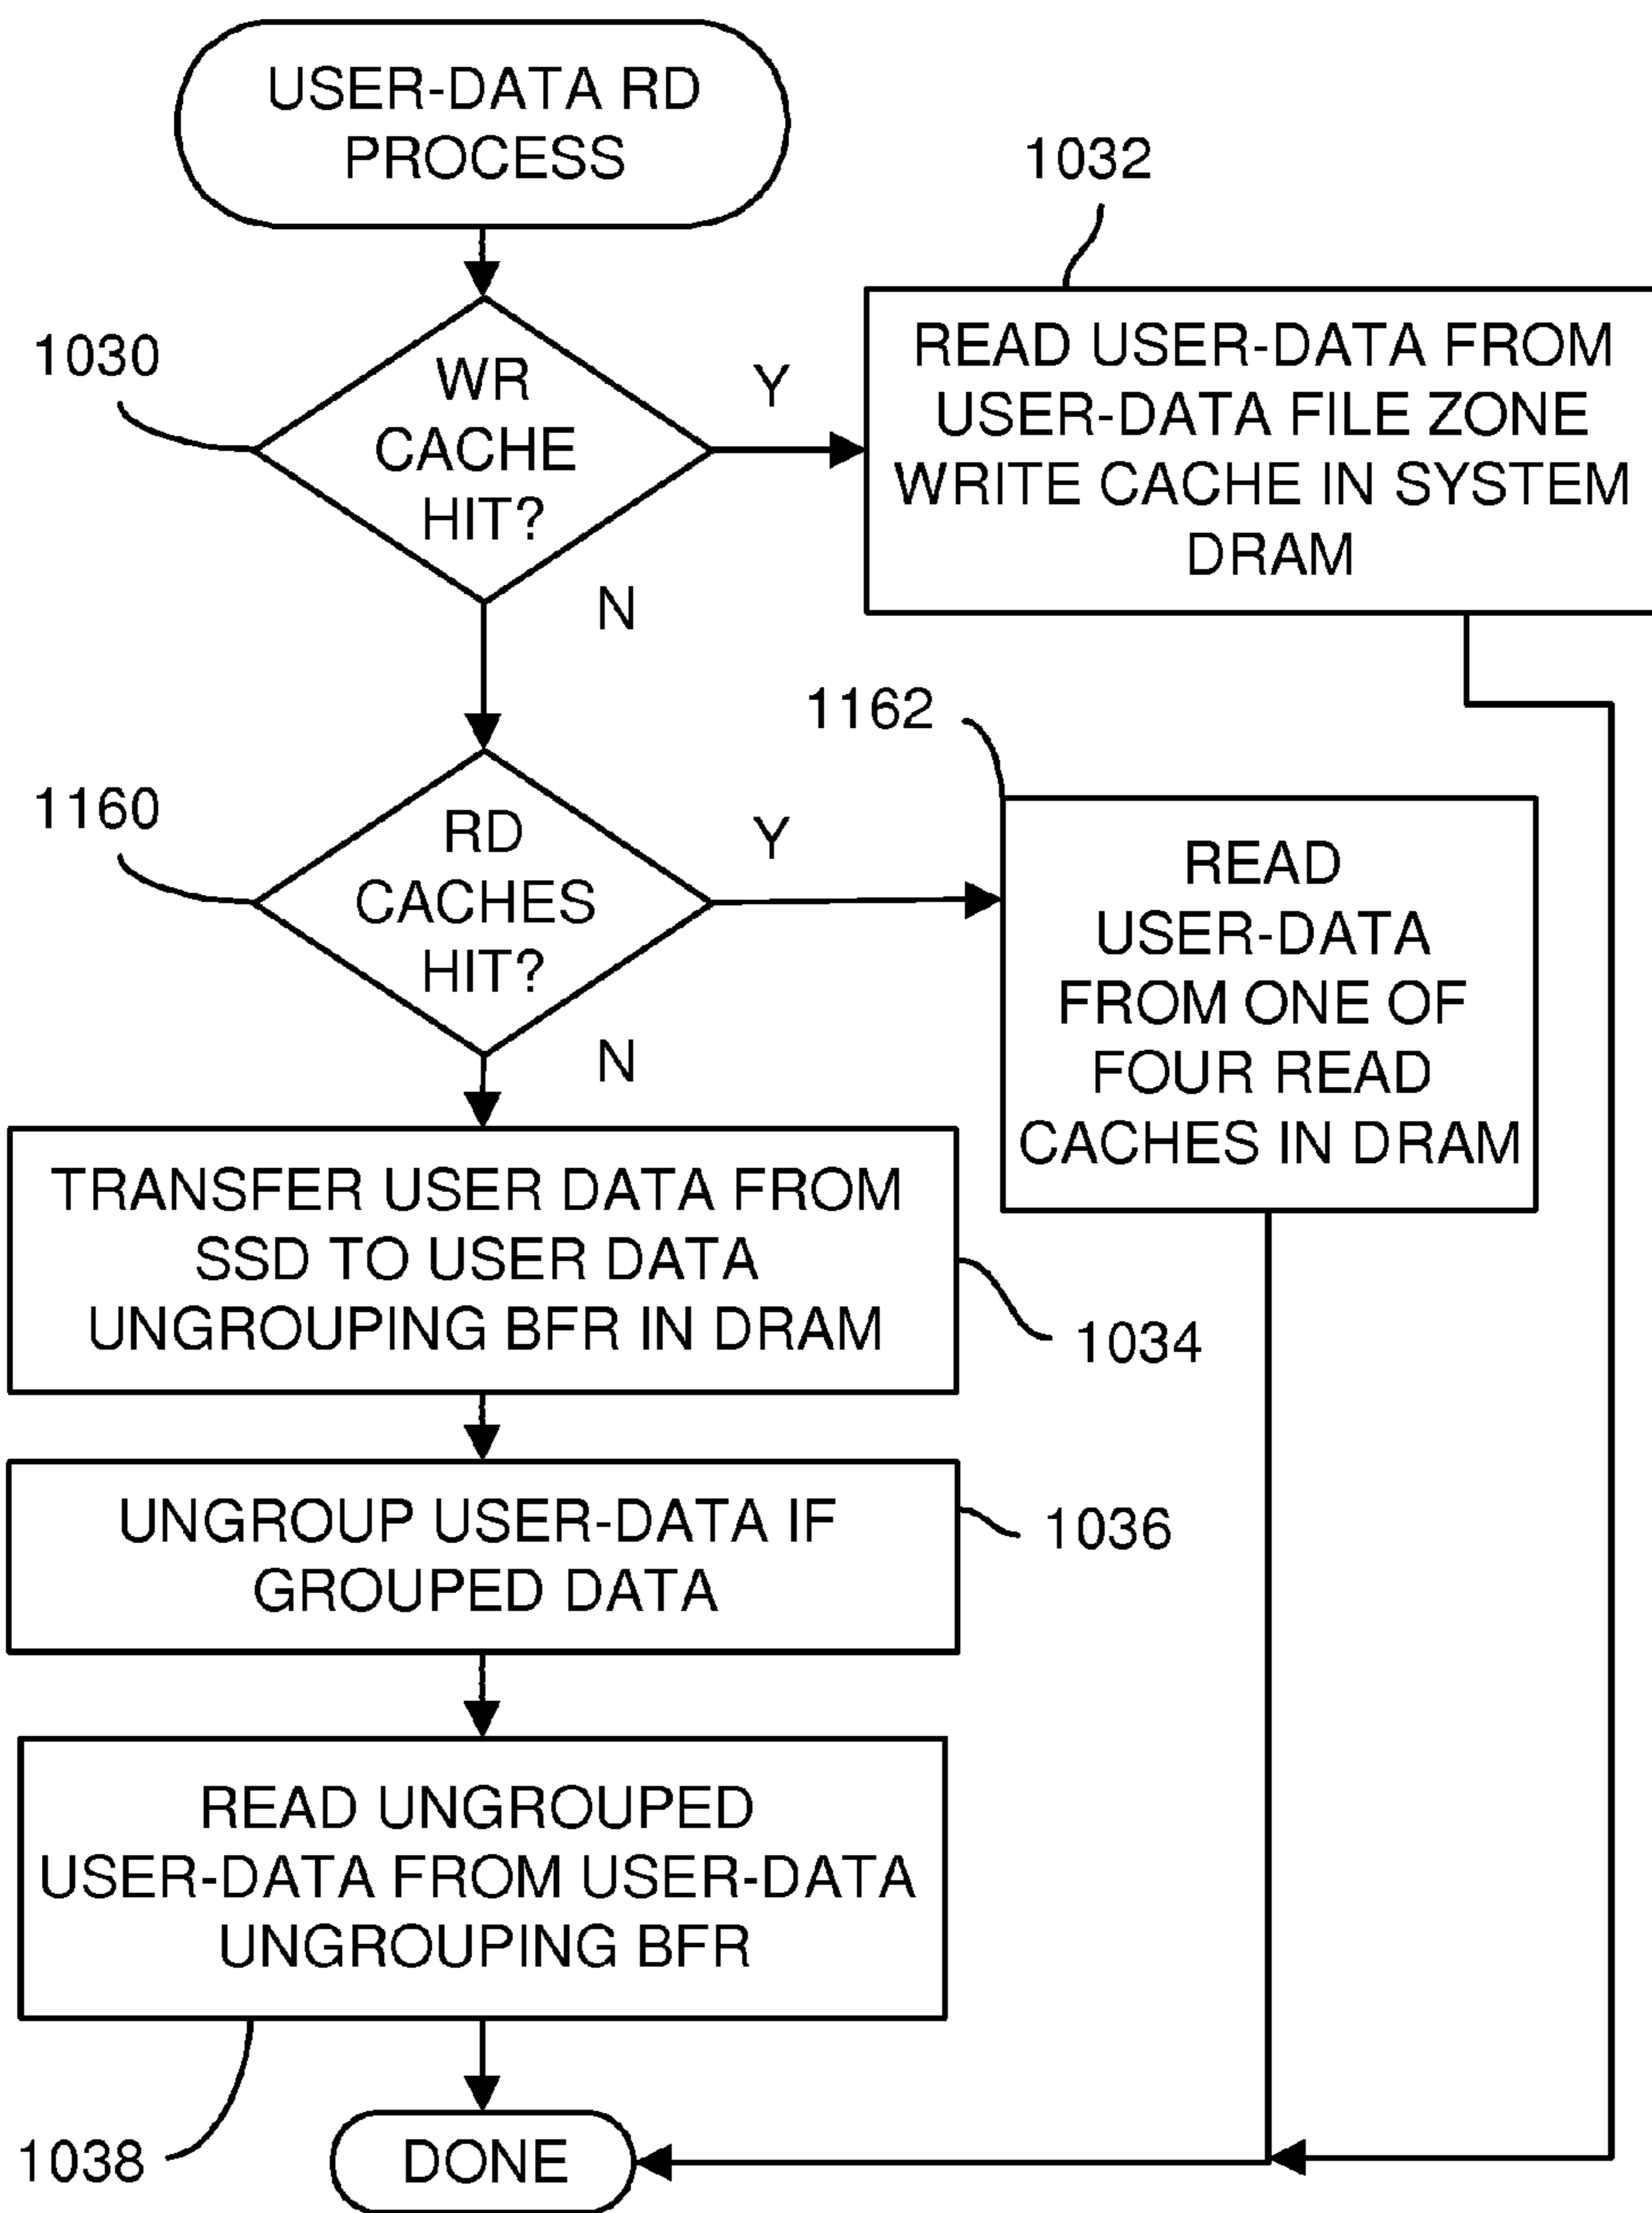 USER-DATA RD
PROCESS
1032
1030
WR
CACHE
HIT?
Y
READ USER-DATA FROM
USER-DATA FILE ZONE
WRITE CACHE IN SYSTEM
DRAM
N
1162
1160
RD
CACHES
HIT?
Y
READ
USER-DATA
FROM ONE OF
FOUR READ
CACHES IN DRAM
N
TRANSFER USER DATA FROM
SSD TO USER DATA
UNGROUPING BFR IN DRAM
1034
UNGROUP USER-DATA IF
GROUPED DATA
1036
READ UNGROUPED
USER-DATA FROM USER-DATA
UNGROUPING BFR
1038
DONE